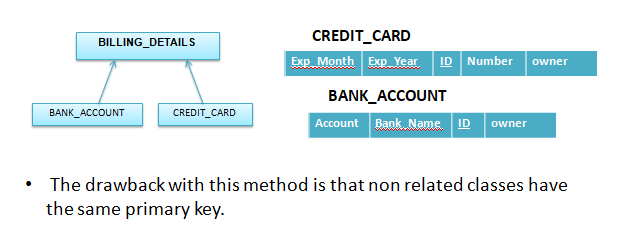 BILLING_DETAILS
BANK_ACCOUNT
CREDIT_CARD
CREDIT_CARD
Exp_Month Exp_Year ID Number owner
BANK_ACCOUNT
Account Bank_Name ID owner
• The drawback with this method is that non related classes have
the same primary key.